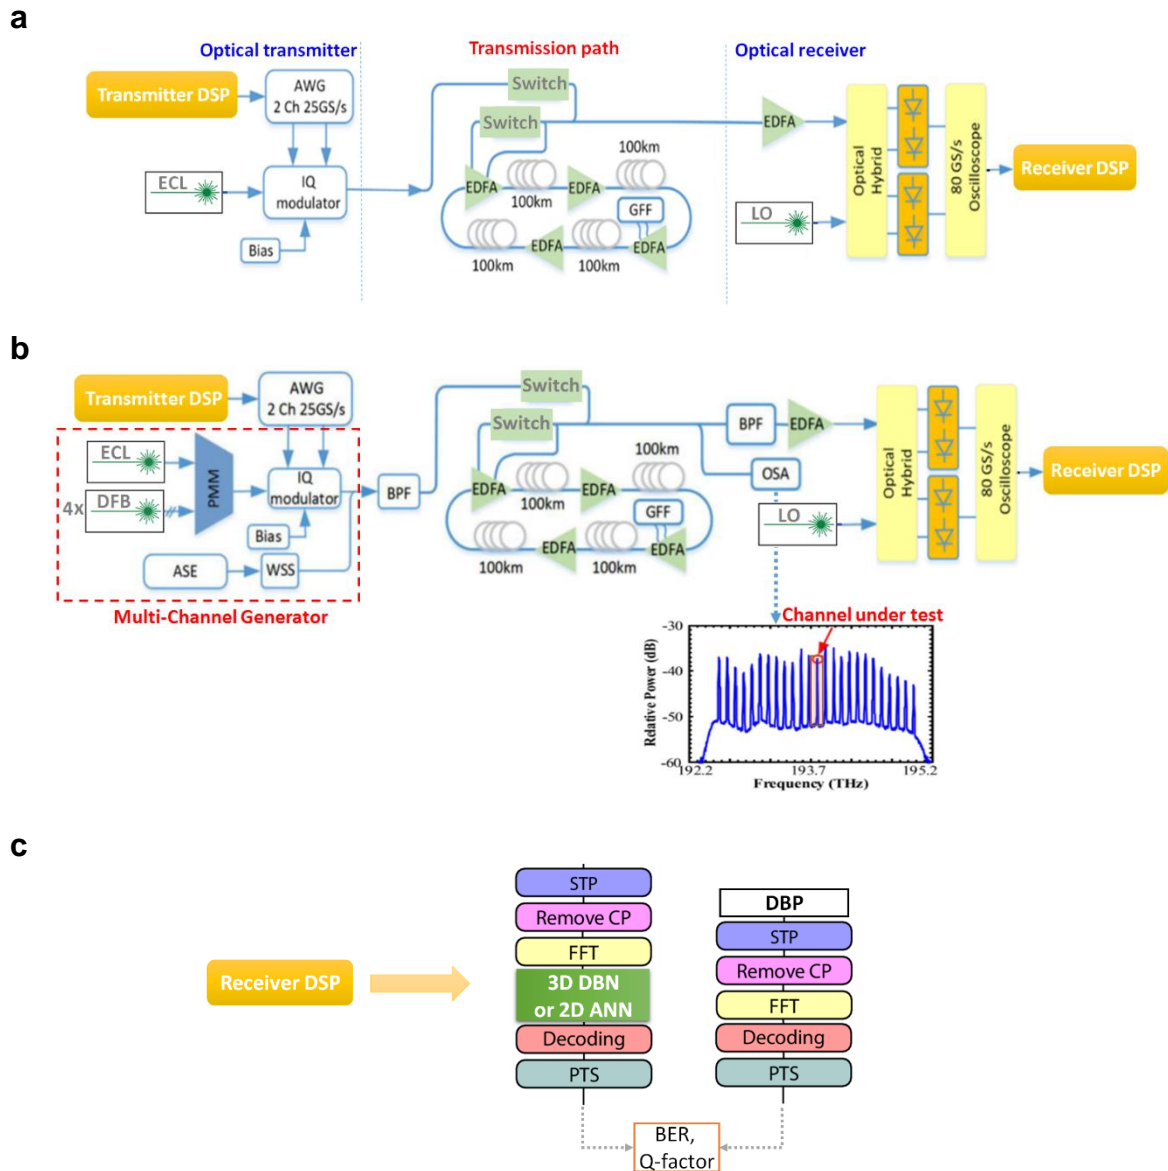 a
Optical transmitter
Transmission path
Optical receiver
Transmitter DSP
AWG
2 Ch 25GS/s
ECL
IQ
modulator
Bias
Switch
Switch
EDFA
100km
EDFA
100km
GFF
EDFA
100km
EDFA
100km
EDFA
LO
Optical
Hybrid
80 GS/s
Oscilloscope
Receiver DSP
b
Transmitter DSP
AWG
2 Ch 25GS/s
ECL
4x
DFB
PMM
IQ
modulator
Bias
ASE
WSS
Multi-Channel Generator
BPF
Switch
Switch
EDFA
100km
EDFA
100km
GFF
EDFA
100km
EDFA
100km
BPF
EDFA
OSA
LO
Optical
Hybrid
80 GS/s
Oscilloscope
Receiver DSP
Channel under test
Relative Power (dB)
-30
-40
-50
-60
192.2
193.7
195.2
Frequency (THz)
c
Receiver DSP
STP
Remove CP
FFT
3D DBN
or 2D ANN
Decoding
PTS
DBP
STP
Remove CP
FFT
Decoding
PTS
BER,
Q-factor